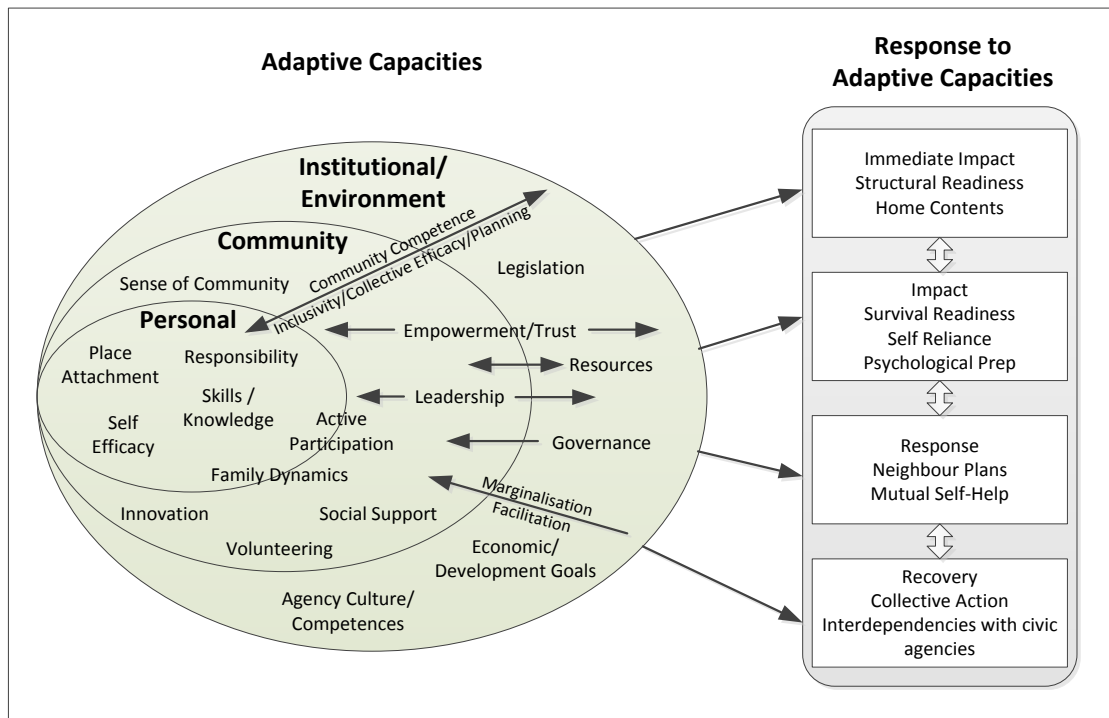 Adaptive Capacities
Institutional/
Environment
Community
Sense of Community
Personal
Place
Attachment
Responsibility
Skills /
Knowledge
Self
Efficacy
Active
Participation
Family Dynamics
Innovation
Social Support
Volunteering
Community Competence
Inclusivity/Collective Efficacy/Planning
Legislation
Empowerment/Trust
Resources
Leadership
Governance
Marginalisation
Facilitation
Economic/
Development Goals
Agency Culture/
Competences
Response to
Adaptive Capacities
Immediate Impact
Structural Readiness
Home Contents
Impact
Survival Readiness
Self Reliance
Psychological Prep
Response
Neighbour Plans
Mutual Self-Help
Recovery
Collective Action
Interdependencies with civic
agencies